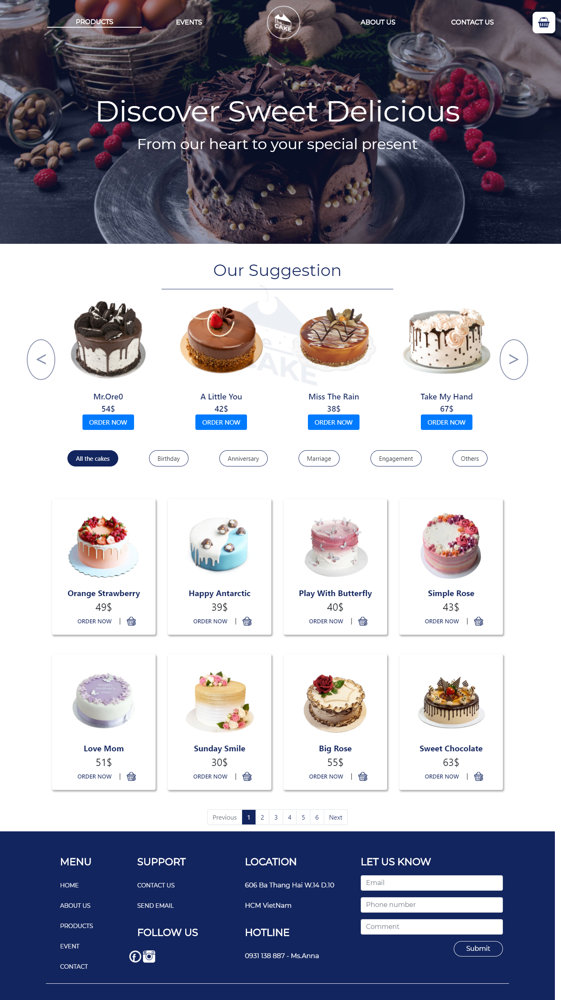 PRODUCTS EVENTS The CAKE ABOUT US CONTACT US
Discover Sweet Delicious
From our heart to your special present
Our Suggestion
he
CAKE
< >
Mr.Ore0 A Little You Miss The Rain Take My Hand
54$ 42$ 38$ 67$
ORDER NOW ORDER NOW ORDER NOW ORDER NOW
All the cakes Birthday Anniversary Marriage Engagement Others
Orange Strawberry Happy Antarctic Play With Butterfly Simple Rose
49$ 39$ 40$ 43$
ORDER NOW | ORDER NOW | ORDER NOW | ORDER NOW |
Happy
Mother's
Day
Love Mom Sunday Smile Big Rose Sweet Chocolate
51$ 30$ 55$ 63$
ORDER NOW | ORDER NOW | ORDER NOW | ORDER NOW |
Previous 1 2 3 4 5 6 Next
MENU SUPPORT LOCATION LET US KNOW
HOME CONTACT US 606 Ba Thang Hai W.14 D.10 Email
ABOUT US SEND EMAIL HCM VietNam Phone number
PRODUCTS FOLLOW US HOTLINE Comment
EVENT Submit
0931 138 887 - Ms.Anna
CONTACT